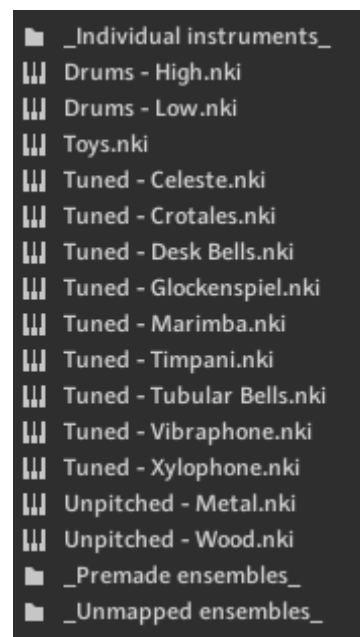 _Individual instruments_
Drums - High.nki
Drums - Low.nki
Toys.nki
Tuned - Celeste.nki
Tuned - Crotales.nki
Tuned - Desk Bells.nki
Tuned - Glockenspiel.nki
Tuned - Marimba.nki
Tuned - Timpani.nki
Tuned - Tubular Bells.nki
Tuned - Vibraphone.nki
Tuned - Xylophone.nki
Unpitched - Metal.nki
Unpitched - Wood.nki
_Premade ensembles_
_Unmapped ensembles_